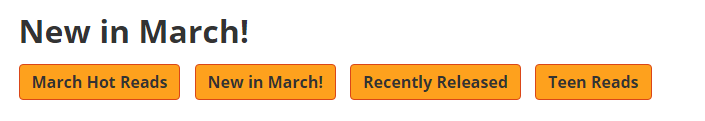 New in March!
March Hot Reads New in March! Recently Released Teen Reads